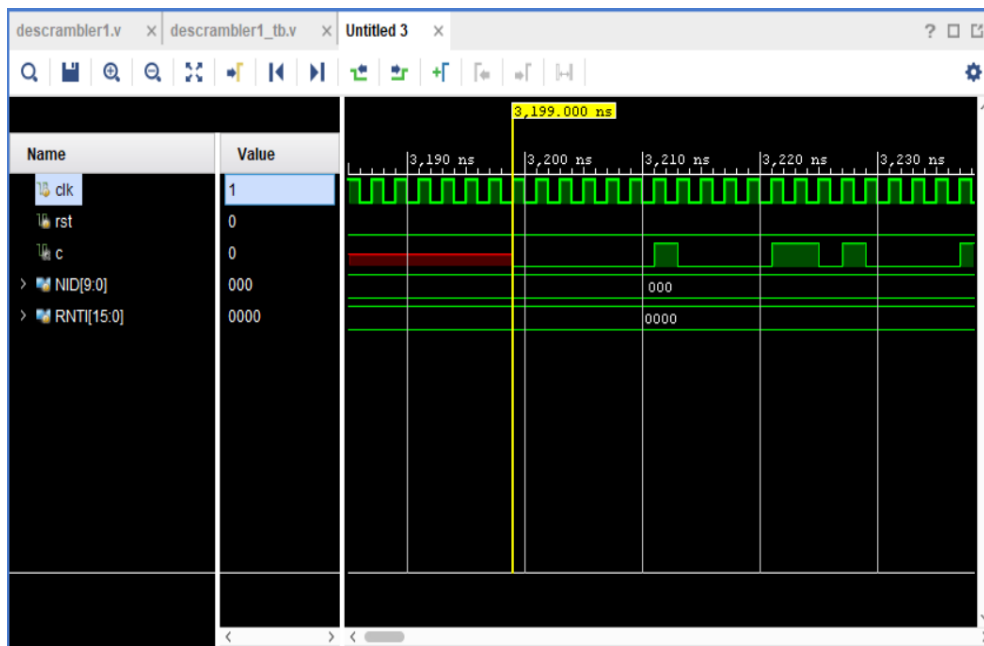 descrambler1.v × descrambler1_tb.v × Untitled 3 × ?
3,199.000 ns
Name Value 3,190 ns 3,200 ns 3,210 ns 3,220 ns 3,230 ns
clk 1
rst 0
c 0
> NID[9:0] 000 000
> RNTI[15:0] 0000 0000